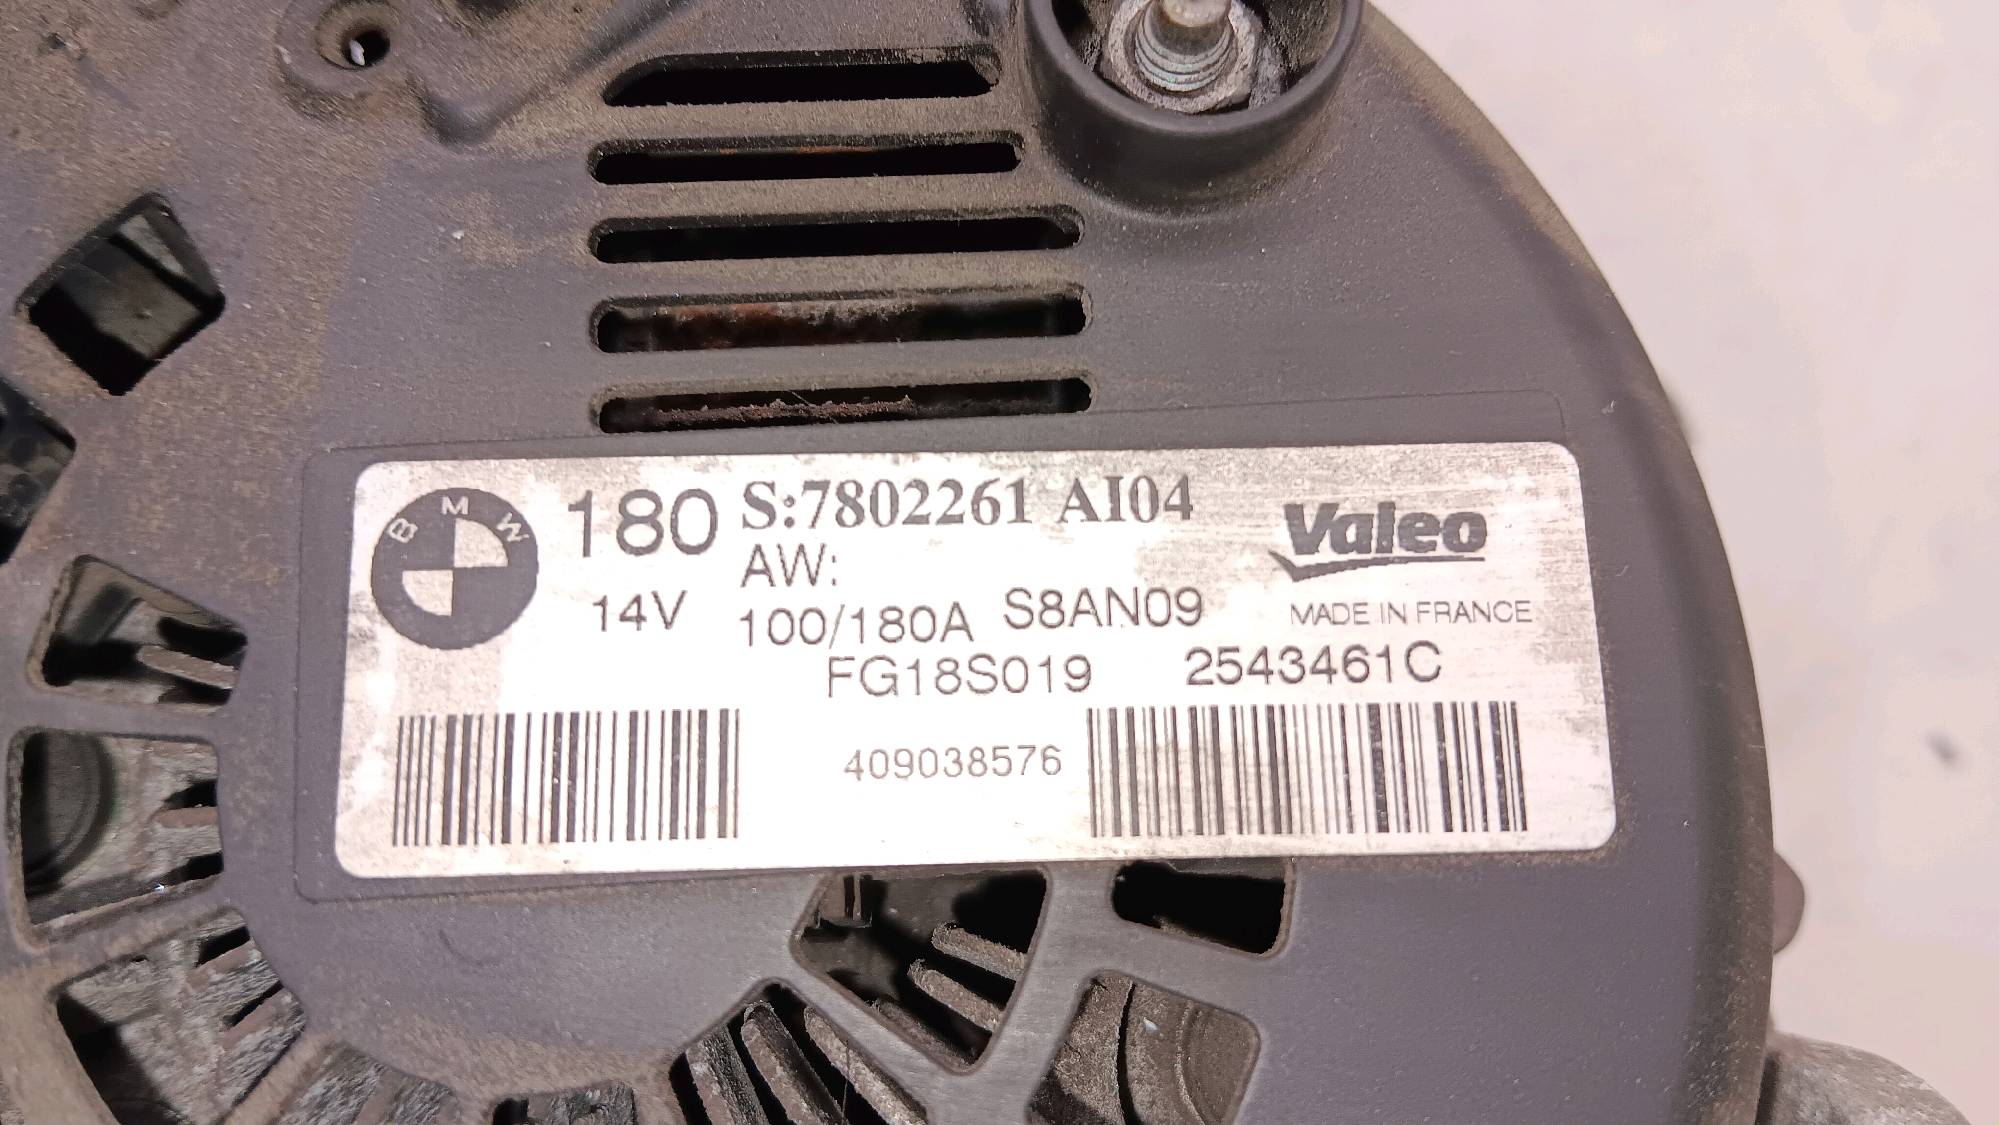 BMW 180 S:7802261 AI04 Valeo
AW:
14V 100/180A S8AN09 MADE IN FRANCE
FG18S019 2543461C
409038576